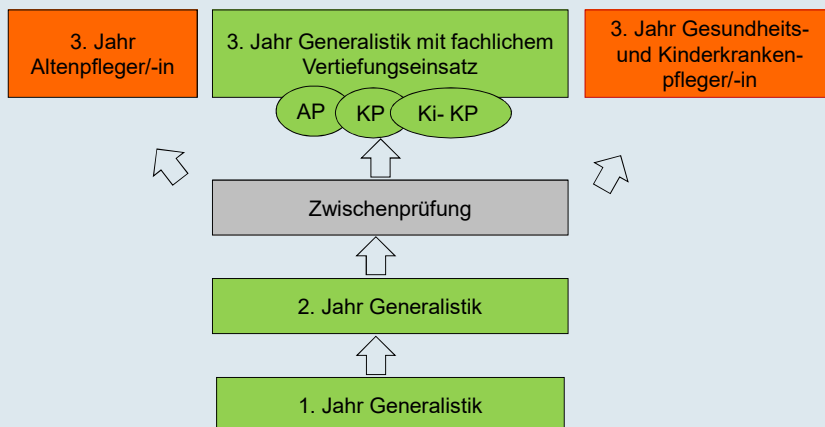 3. Jahr
Altenpfleger/-in
3. Jahr Generalistik mit fachlichem
Vertiefungseinsatz
3. Jahr Gesundheits-
und Kinderkranken-
pfleger/-in
AP
KP
Ki- KP
Zwischenprüfung
2. Jahr Generalistik
1. Jahr Generalistik